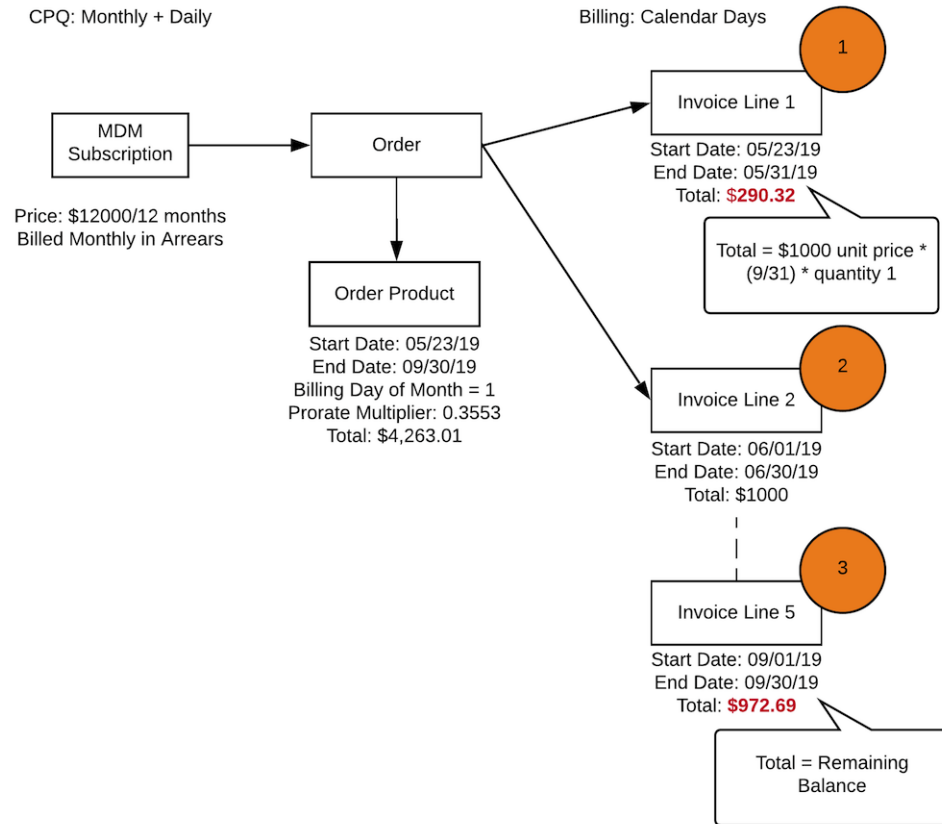 CPQ: Monthly + Daily
Billing: Calendar Days
MDM
Subscription
Price: $12000/12 months
Billed Monthly in Arrears
Order
Order Product
Start Date: 05/23/19
End Date: 09/30/19
Billing Day of Month = 1
Prorate Multiplier: 0.3553
Total: $4,263.01
1
Invoice Line 1
Start Date: 05/23/19
End Date: 05/31/19
Total: $290.32
Total = $1000 unit price *
(9/31) * quantity 1
2
Invoice Line 2
Start Date: 06/01/19
End Date: 06/30/19
Total: $1000
3
Invoice Line 5
Start Date: 09/01/19
End Date: 09/30/19
Total: $972.69
Total = Remaining
Balance